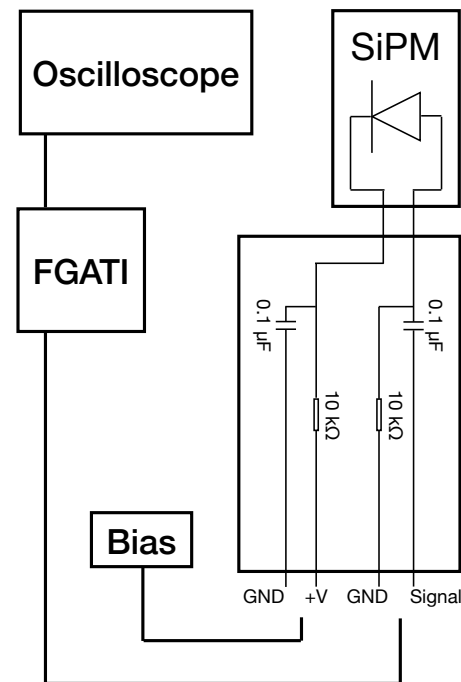 Oscilloscope
SiPM
FGATI
0.1 µF
10 kΩ
10 kΩ
0.1 µF
Bias
GND +V GND Signal